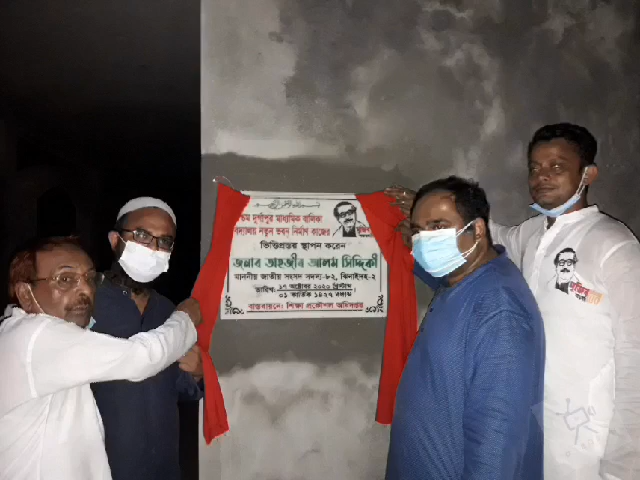 দুর্গাপুর মাধ্যমিক বালিকা
নতুন ভবন নির্মাণ কাজের
ভিত্তিপ্রস্তর স্থাপন করেন
জনাব তাহজীব আলম সিদ্দিকী
মাননীয় জাতীয় সংসদ সদস্য-৮২, ঝিনাইদহ-২
তারিখ: ১৭ অক্টোবর ২০২০ খ্রিস্টাব্দ
০১ কার্তিক ১৪২৭ বঙ্গাব্দ
বাস্তবায়নে: শিক্ষা প্রকৌশল অধিদপ্তর